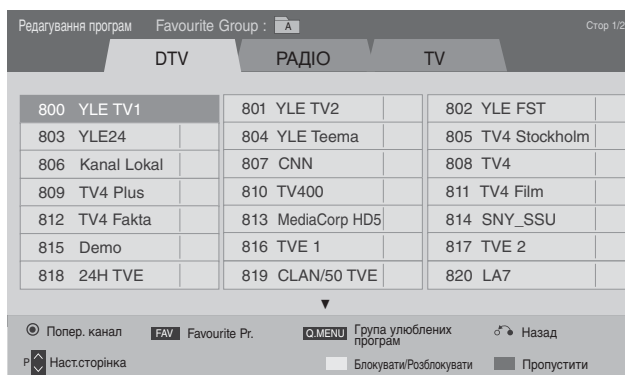 Редагування програм Favourite Group : A Стор 1/2
DTV РАДІО TV
800 YLE TV1 801 YLE TV2 802 YLE FST
803 YLE24 804 YLE Teema 805 TV4 Stockholm
806 Kanal Lokal 807 CNN 808 TV4
809 TV4 Plus 810 TV400 811 TV4 Film
812 TV4 Fakta 813 MediaCorp HD5 814 SNY_SSU
815 Demo 816 TVE 1 817 TVE 2
818 24H TVE 819 CLAN/50 TVE 820 LA7
▼
Попер. канал FAV Favourite Pr. Q.MENU Група улюблених програм Назад
P Наст.сторінка Блокувати/Розблокувати Пропустити